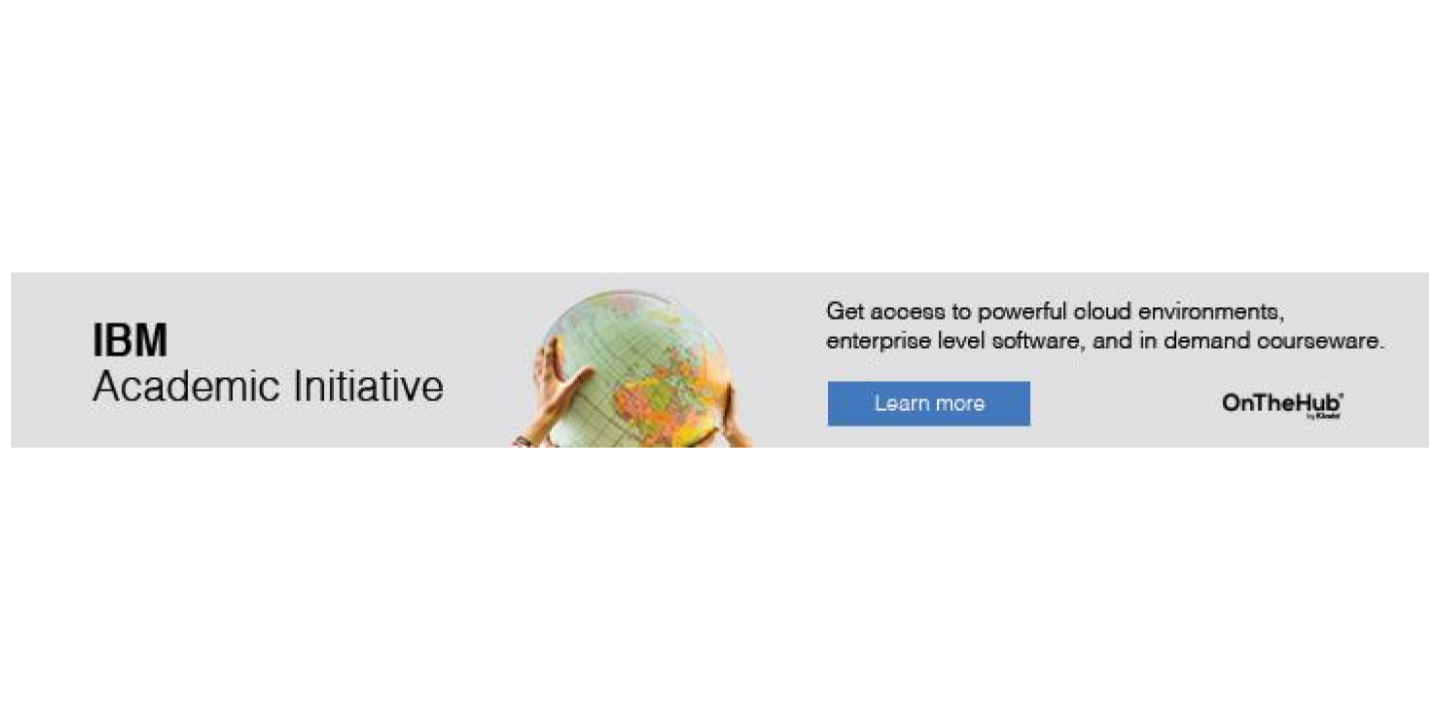 IBM
Academic Initiative
Get access to powerful cloud environments,
enterprise level software, and in demand courseware.
Learn more
OnTheHub®
by Kivuto